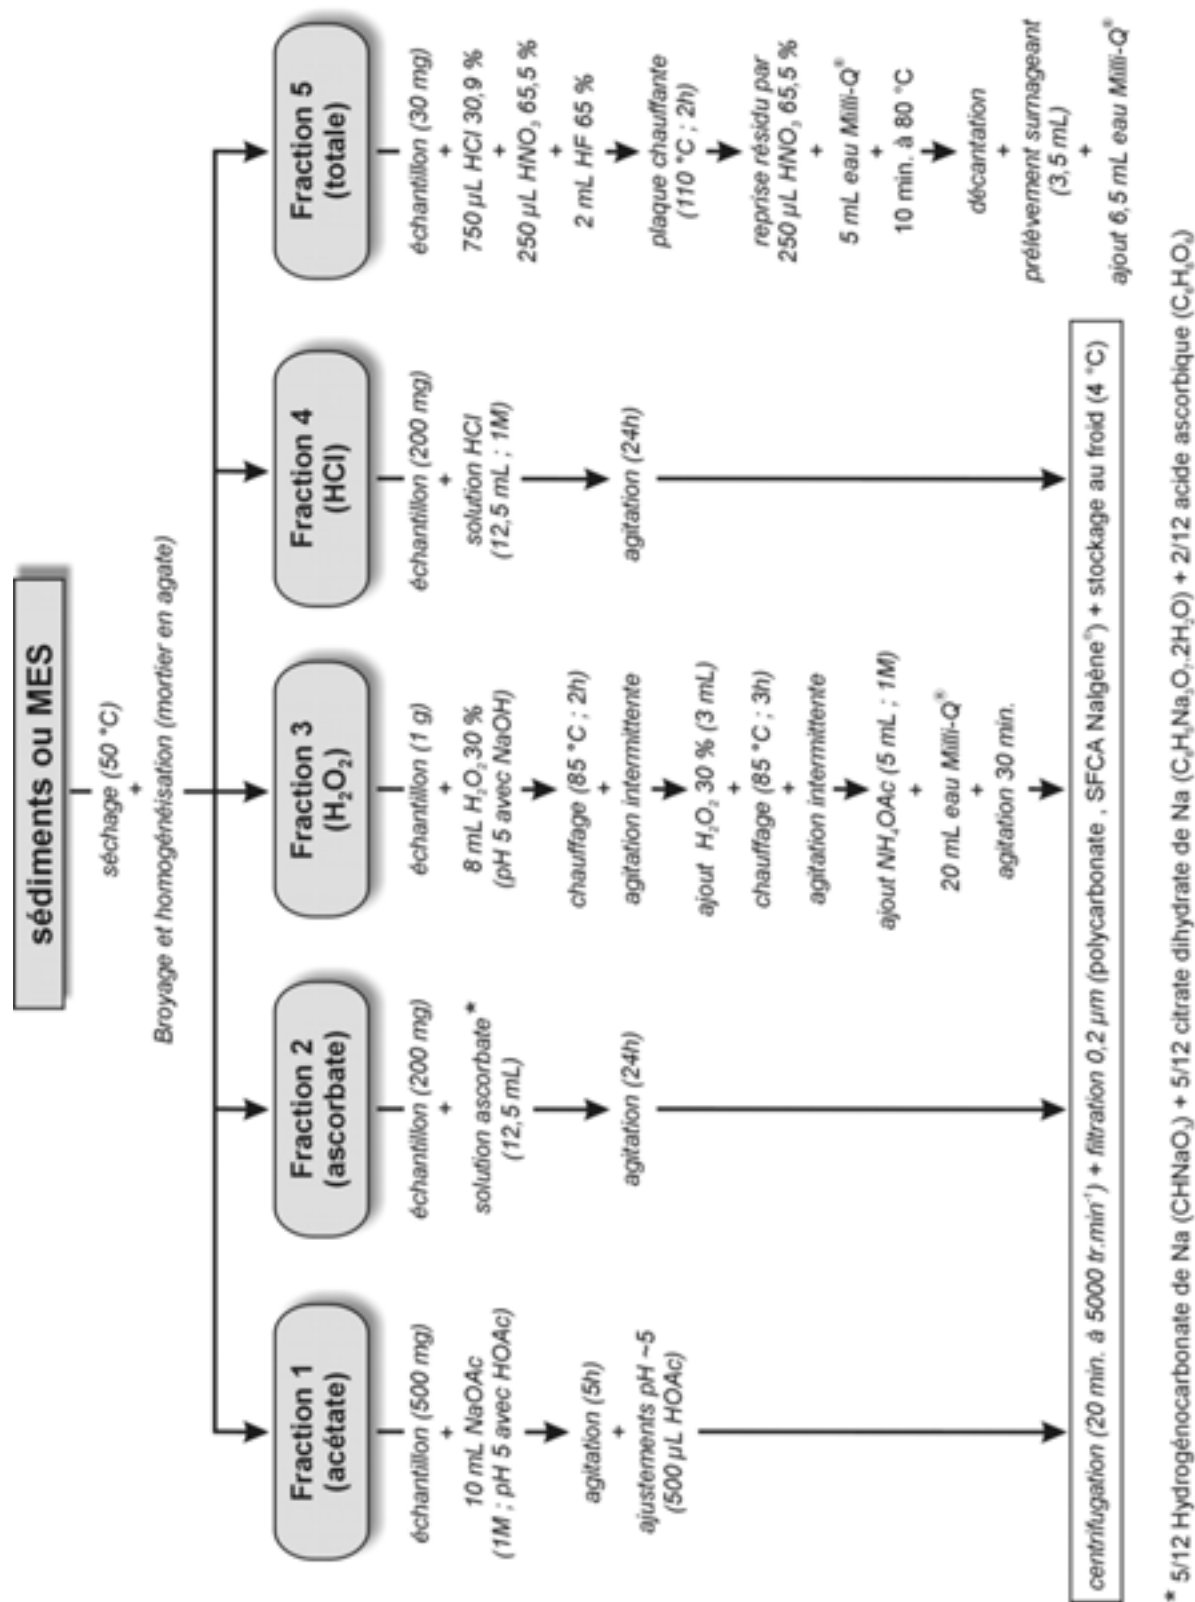 sédiments ou MES
séchage (50 °C)
+
Broyage et homogénéisation (mortier en agate)
Fraction 1
(acétate)
échantillon (500 mg)
+
10 mL NaOAc
(1M ; pH 5 avec HOAc)
agitation (5h)
+
ajustements pH ~5
(500 µL HOAc)
Fraction 2
(ascorbate)
échantillon (200 mg)
+
solution ascorbate*
(12,5 mL)
agitation (24h)
Fraction 3
(H₂O₂)
échantillon (1 g)
+
8 mL H₂O₂ 30 %
(pH 5 avec NaOH)
chauffage (85 °C ; 2h)
+
agitation intermittente
ajout H₂O₂ 30 % (3 mL)
+
chauffage (85 °C ; 3h)
+
agitation intermittente
ajout NH₄OAc (5 mL ; 1M)
+
20 mL eau Milli-Q®
+
agitation 30 min.
Fraction 4
(HCl)
échantillon (200 mg)
+
solution HCl
(12,5 mL ; 1M)
agitation (24h)
Fraction 5
(totale)
échantillon (30 mg)
+
750 µL HCl 30,9 %
+
250 µL HNO₃ 65,5 %
+
2 mL HF 65 %
plaque chauffante
(110 °C ; 2h)
reprise résidu par
250 µL HNO₃ 65,5 %
+
5 mL eau Milli-Q®
+
10 min. à 80 °C
décantation
prélèvement surnageant
(3,5 mL)
+
ajout 6,5 mL eau Milli-Q®
centrifugation (20 min. à 5000 tr.min⁻¹) + filtration 0,2 µm (polycarbonate , SFCA Nalgène®) + stockage au froid (4 °C)
* 5/12 Hydrogénocarbonate de Na (CHNaO₃) + 5/12 citrate dihydrate de Na (C₆H₅Na₃O₇.2H₂O) + 2/12 acide ascorbique (C₆H₈O₆)